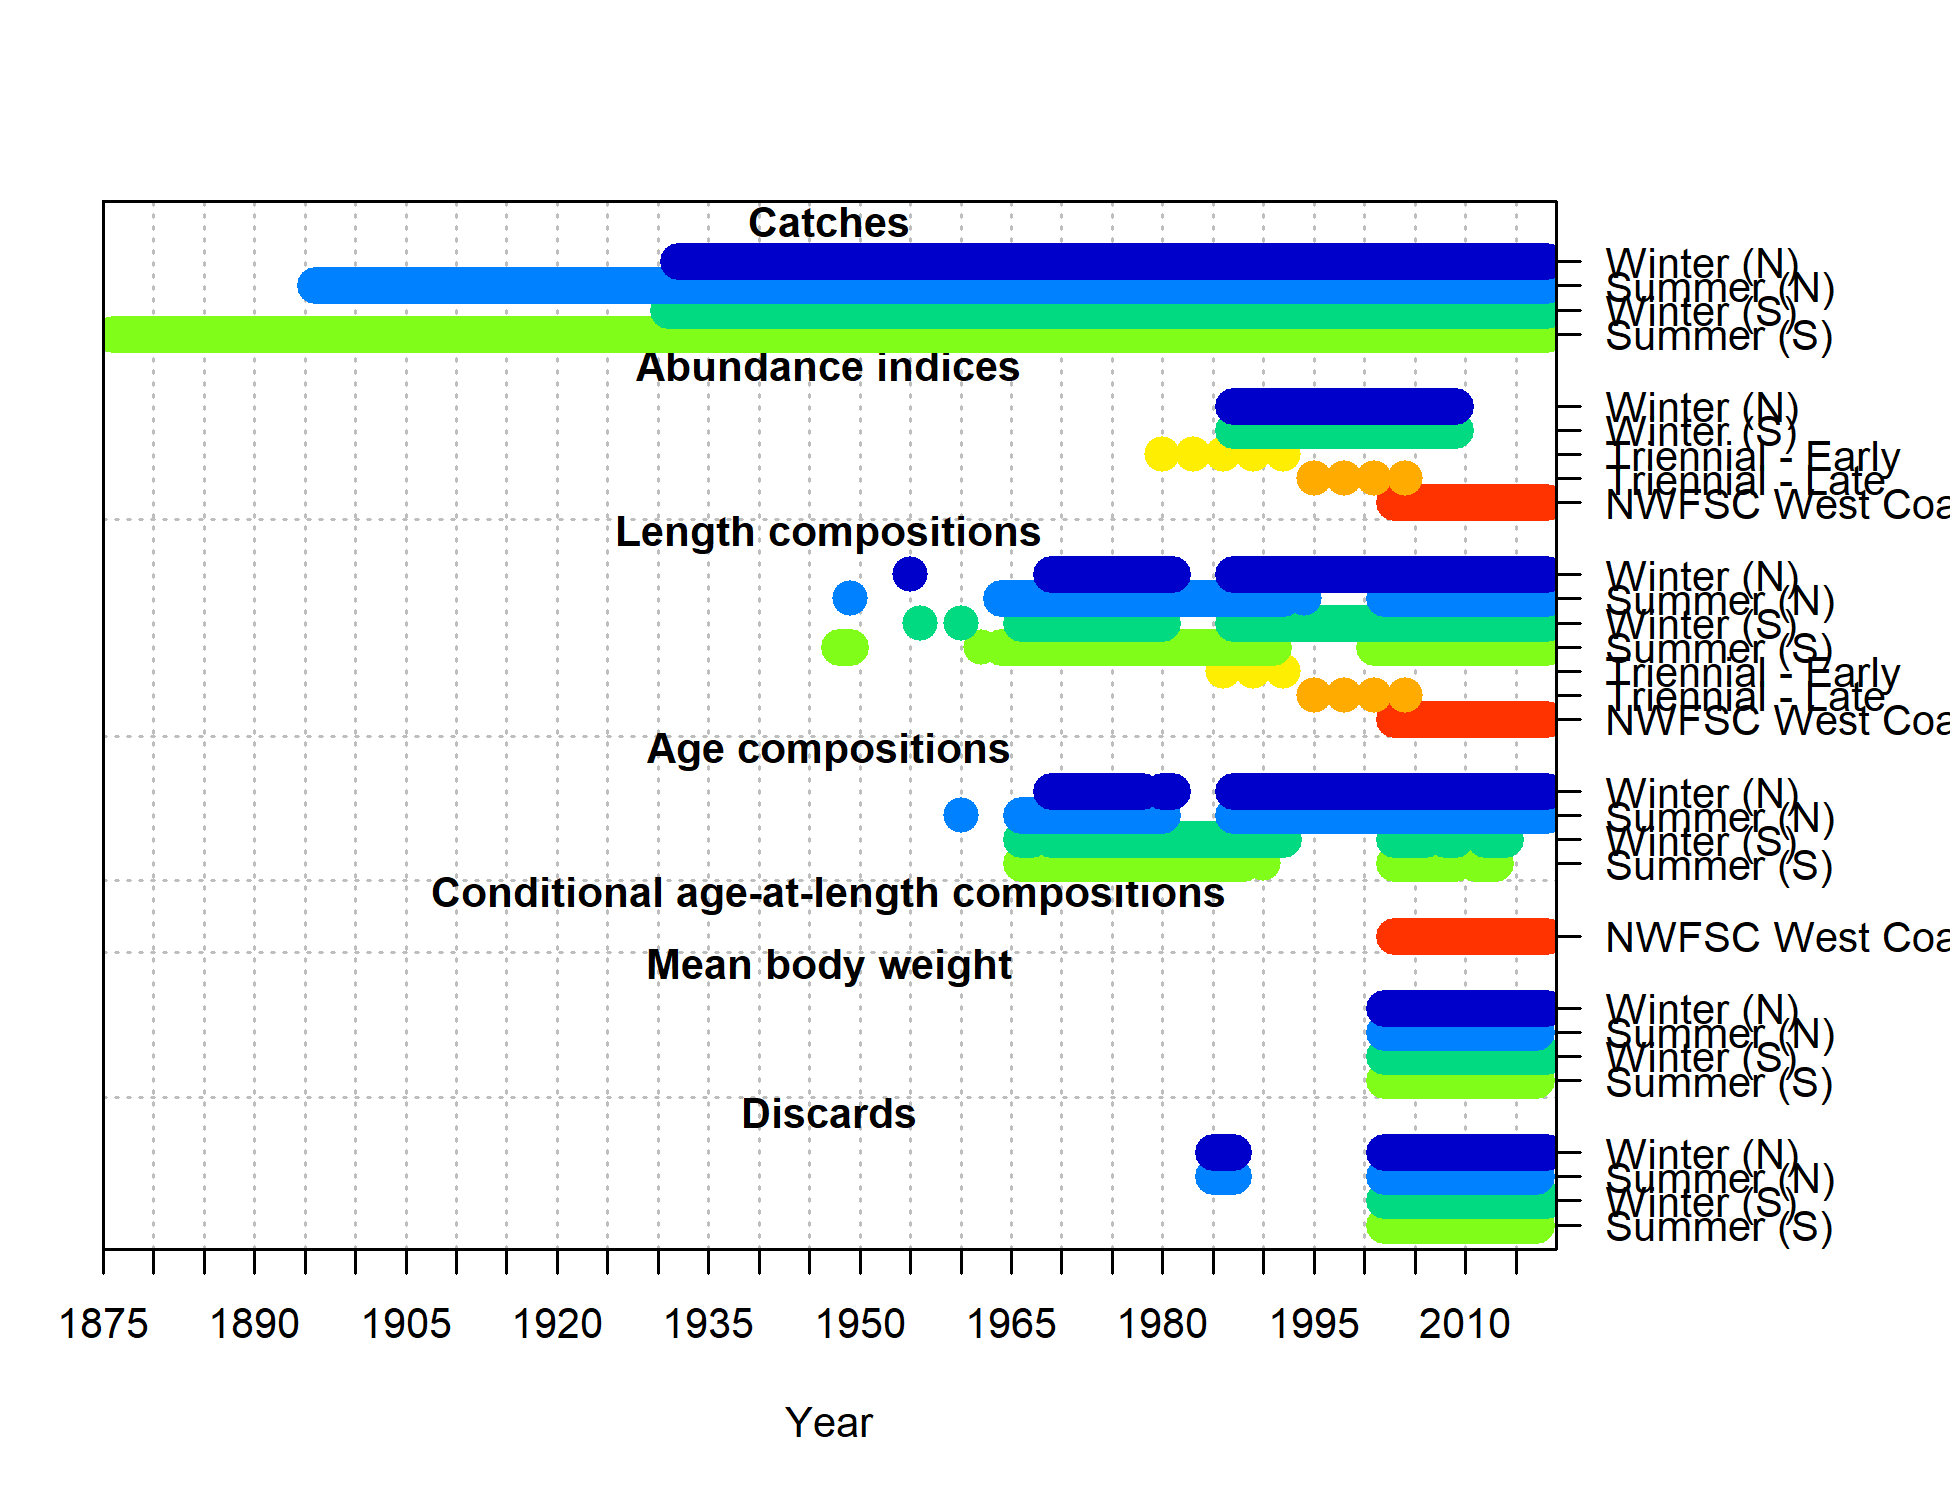 Catches
Winter (N)
Summer (N)
Winter (S)
Summer (S)
Abundance indices
Winter (N)
Winter (S)
Triennial - Early
Triennial - Late
NWFSC West Coa
Length compositions
Winter (N)
Summer (N)
Winter (S)
Summer (S)
Triennial - Early
Triennial - Late
NWFSC West Coa
Age compositions
Winter (N)
Summer (N)
Winter (S)
Summer (S)
Conditional age-at-length compositions
NWFSC West Coa
Mean body weight
Winter (N)
Summer (N)
Winter (S)
Summer (S)
Discards
Winter (N)
Summer (N)
Winter (S)
Summer (S)
1875 1890 1905 1920 1935 1950 1965 1980 1995 2010
Year